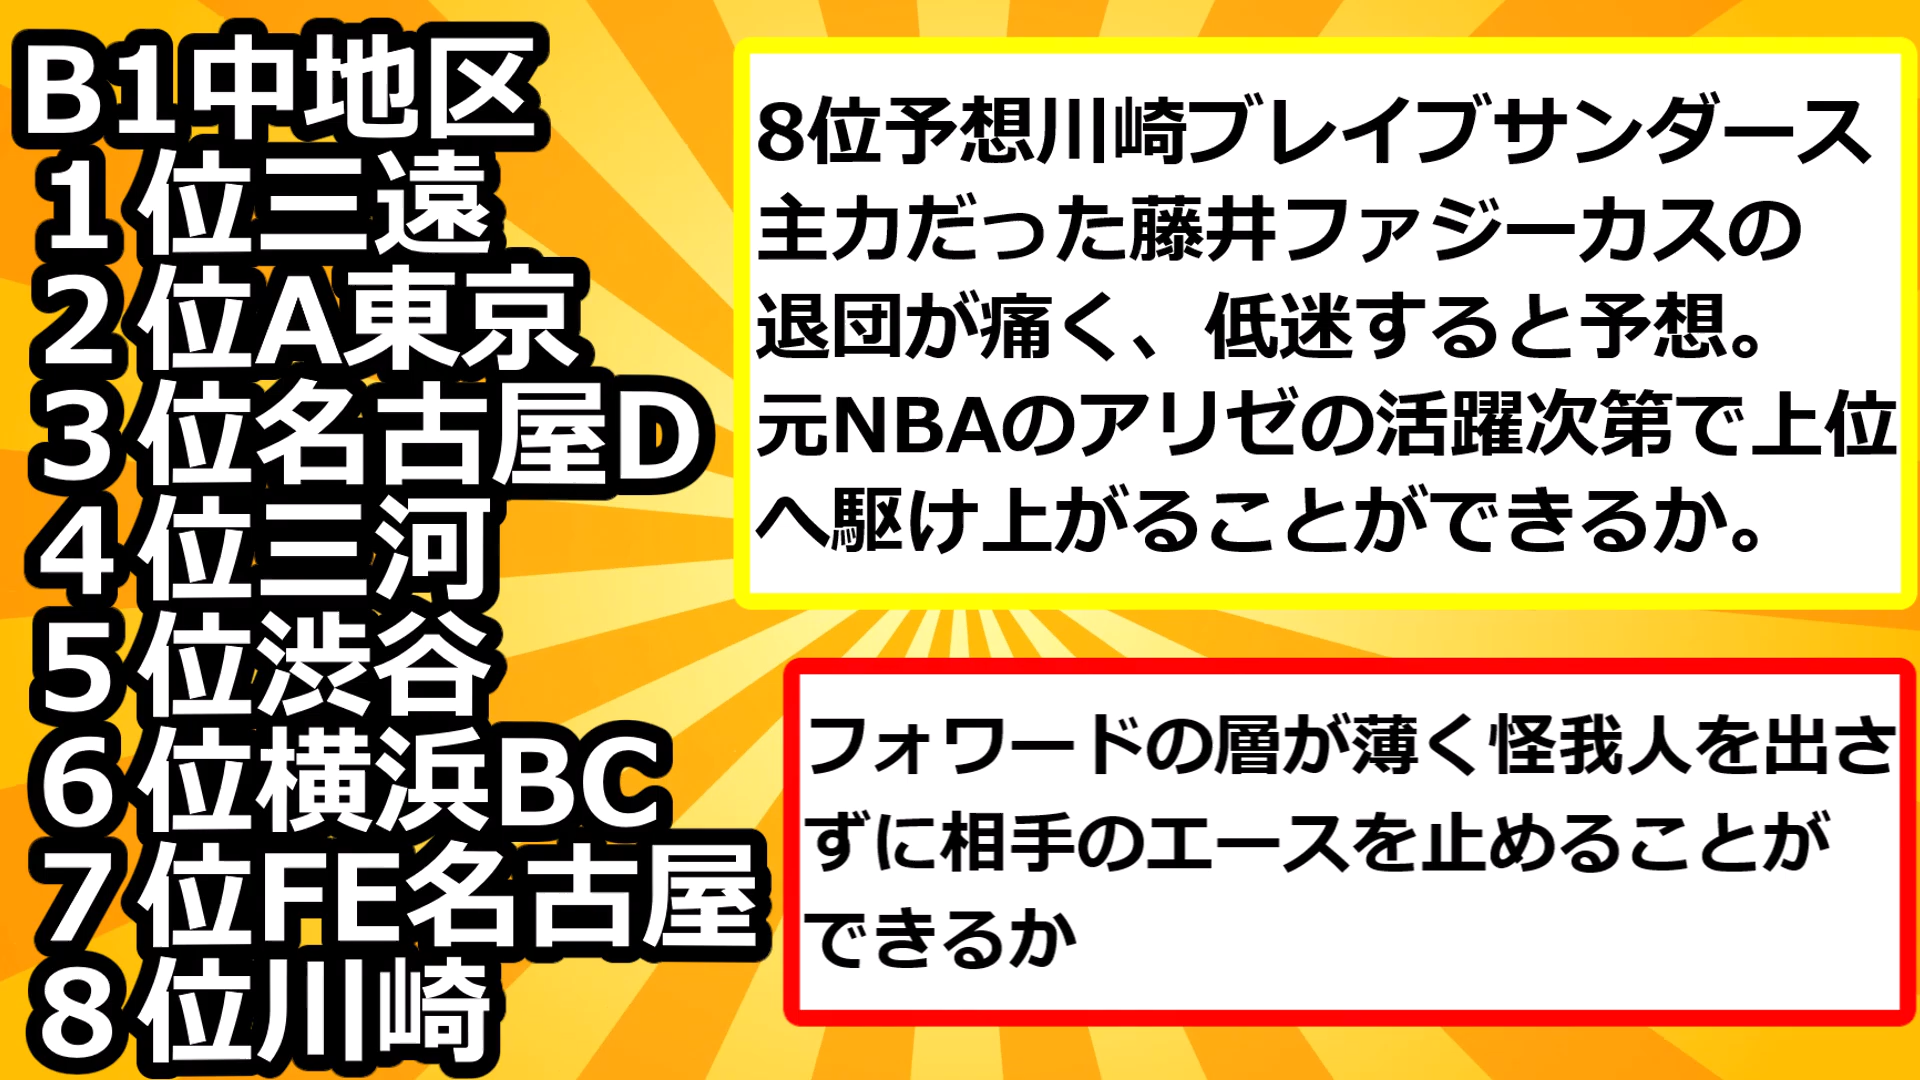 B1中地区
1位三遠
2位A東京
3位名古屋D
4位三河
5位渋谷
6位横浜BC
7位FE名古屋
8位川崎
8位予想川崎ブレイブサンダース
主力だった藤井ファジーカスの
退団が痛く、低迷すると予想。
元NBAのアリゼの活躍次第で上位
へ駆け上がることができるか。
フォワードの層が薄く怪我人を出さ
ずに相手のエースを止めることが
できるか